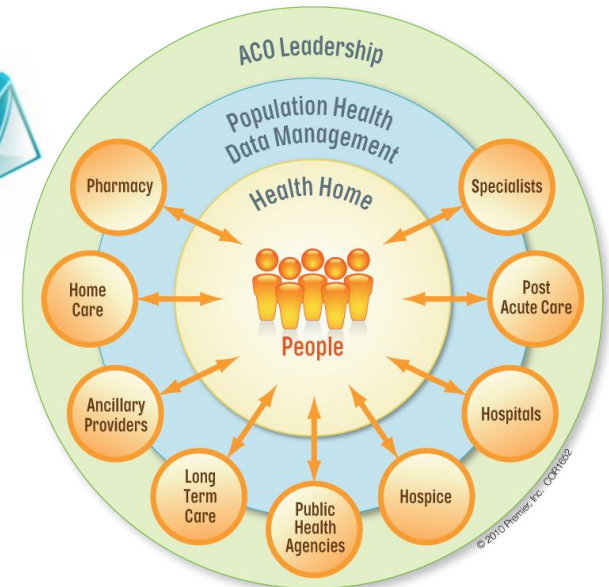 ACO Leadership
Population Health
Data Management
Health Home
People
Pharmacy
Home
Care
Ancillary
Providers
Long
Term
Care
Public
Health
Agencies
Hospice
Hospitals
Post
Acute Care
Specialists
© 2010 Premier, Inc. COR1652